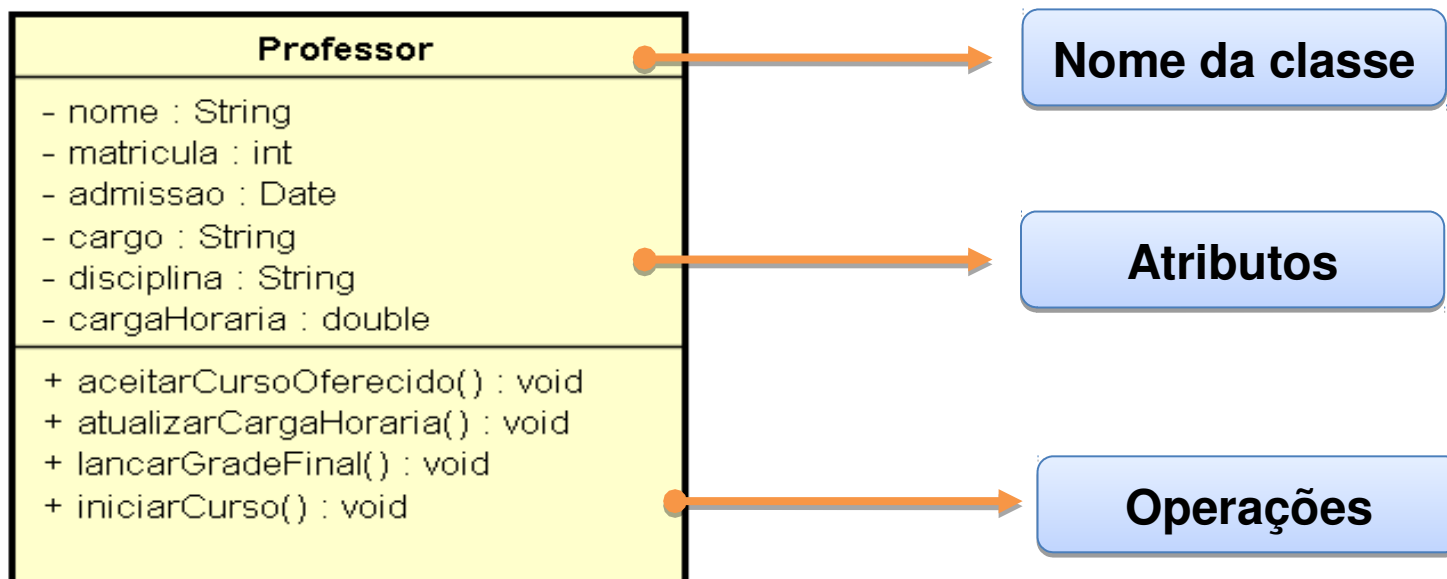 Professor
Nome da classe
- nome : String
- matricula : int
- admissao : Date
- cargo : String
- disciplina : String
- cargaHoraria : double
Atributos
+ aceitarCursoOferecido() : void
+ atualizarCargaHoraria() : void
+ lancarGradeFinal() : void
+ iniciarCurso() : void
Operações